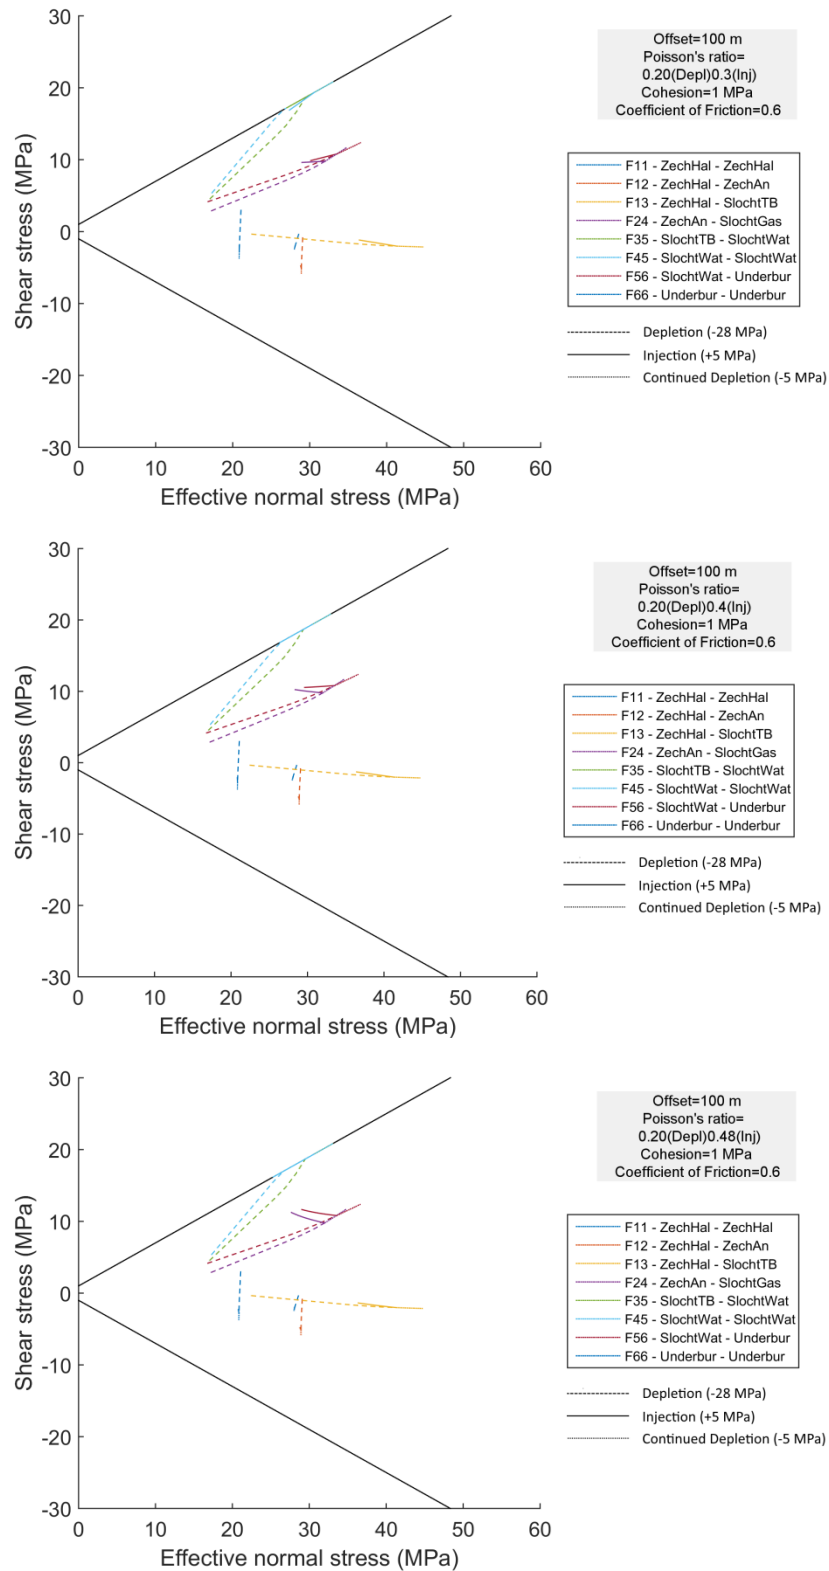 30
20
10
0
-10
-20
-30
Shear stress (MPa)
0 10 20 30 40 50 60
Effective normal stress (MPa)
Offset=100 m
Poisson's ratio=
0.20(Depl)0.3(Inj)
Cohesion=1 MPa
Coefficient of Friction=0.6
F11 - ZechHal - ZechHal
F12 - ZechHal - ZechAn
F13 - ZechHal - SlochtTB
F24 - ZechAn - SlochtGas
F35 - SlochtTB - SlochtWat
F45 - SlochtWat - SlochtWat
F56 - SlochtWat - Underbur
F66 - Underbur - Underbur
Depletion (-28 MPa)
Injection (+5 MPa)
Continued Depletion (-5 MPa)
30
20
10
0
-10
-20
-30
Shear stress (MPa)
0 10 20 30 40 50 60
Effective normal stress (MPa)
Offset=100 m
Poisson's ratio=
0.20(Depl)0.4(Inj)
Cohesion=1 MPa
Coefficient of Friction=0.6
F11 - ZechHal - ZechHal
F12 - ZechHal - ZechAn
F13 - ZechHal - SlochtTB
F24 - ZechAn - SlochtGas
F35 - SlochtTB - SlochtWat
F45 - SlochtWat - SlochtWat
F56 - SlochtWat - Underbur
F66 - Underbur - Underbur
Depletion (-28 MPa)
Injection (+5 MPa)
Continued Depletion (-5 MPa)
30
20
10
0
-10
-20
-30
Shear stress (MPa)
0 10 20 30 40 50 60
Effective normal stress (MPa)
Offset=100 m
Poisson's ratio=
0.20(Depl)0.48(Inj)
Cohesion=1 MPa
Coefficient of Friction=0.6
F11 - ZechHal - ZechHal
F12 - ZechHal - ZechAn
F13 - ZechHal - SlochtTB
F24 - ZechAn - SlochtGas
F35 - SlochtTB - SlochtWat
F45 - SlochtWat - SlochtWat
F56 - SlochtWat - Underbur
F66 - Underbur - Underbur
Depletion (-28 MPa)
Injection (+5 MPa)
Continued Depletion (-5 MPa)